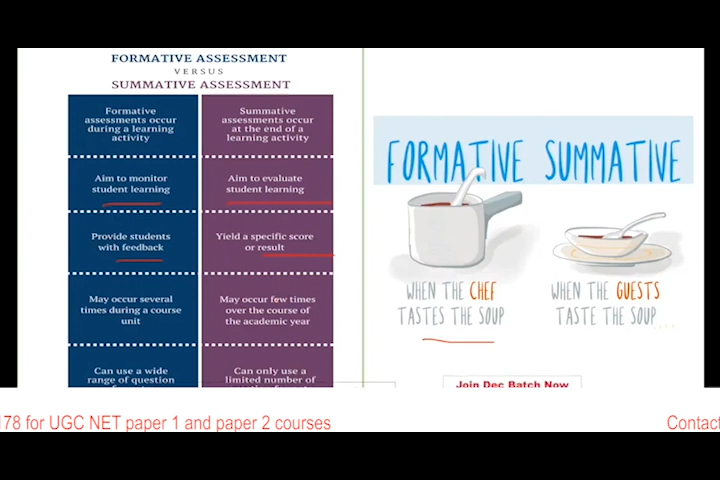 FORMATIVE ASSESSMENT
VERSUS
SUMMATIVE ASSESSMENT
Formative
assessments occur
during a learning
activity
Summative
assessments occur
at the end of a
learning activity
Aim to monitor
student learning
Aim to evaluate
student learning
Provide students
with feedback
Yield a specific score
or result
May occur several
times during a course
unit
May occur few times
over the course of
the academic year
Can use a wide
range of question
Can only use a
limited number of
FORMATIVE SUMMATIVE
WHEN THE CHEF
TASTES THE SOUP
WHEN THE GUESTS
TASTE THE SOUP
Join Dec Batch Now
178 for UGC NET paper 1 and paper 2 courses
Contact